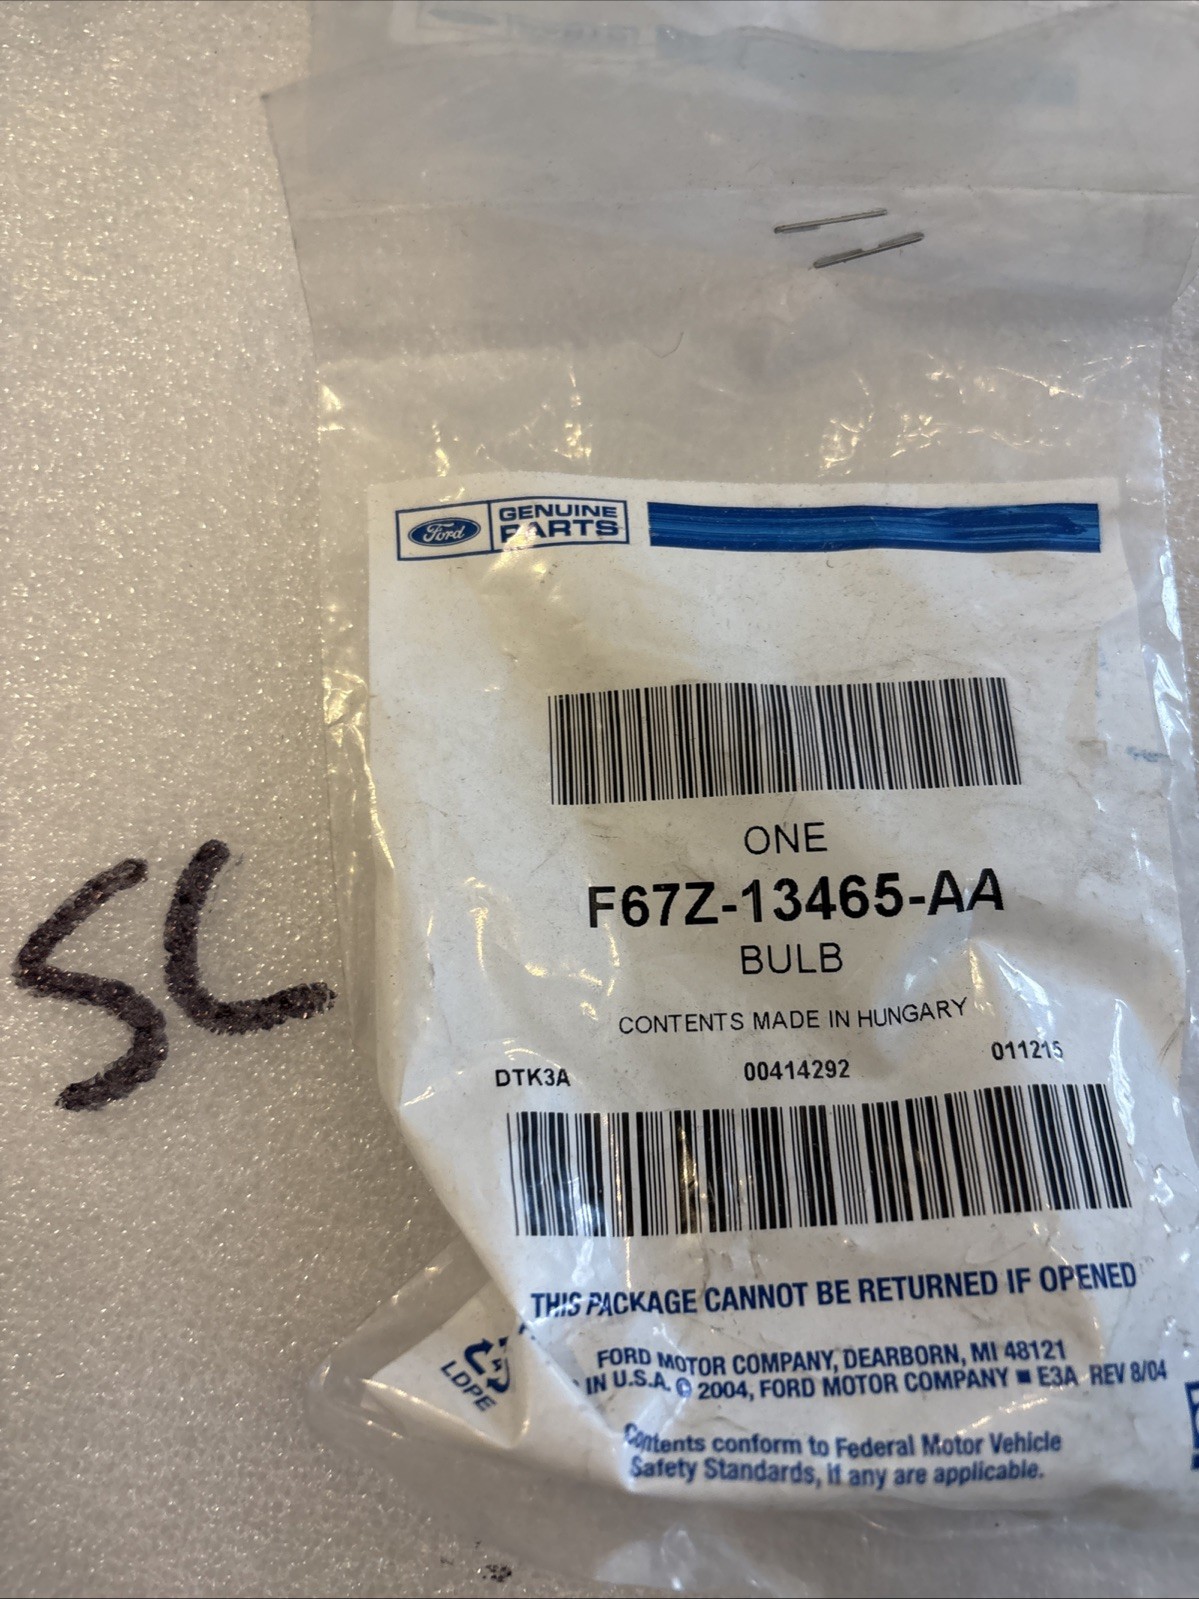 Ford
GENUINE
PARTS
ONE
F67Z-13465-AA
BULB
CONTENTS MADE IN HUNGARY
DTK3A 00414292 011215
SL
THIS PACKAGE CANNOT BE RETURNED IF OPENED
FORD MOTOR COMPANY, DEARBORN, MI 48121
IN U.S.A. © 2004, FORD MOTOR COMPANY ■ E3A REV 8/04
LDPE
Contents conform to Federal Motor Vehicle
Safety Standards, if any are applicable.